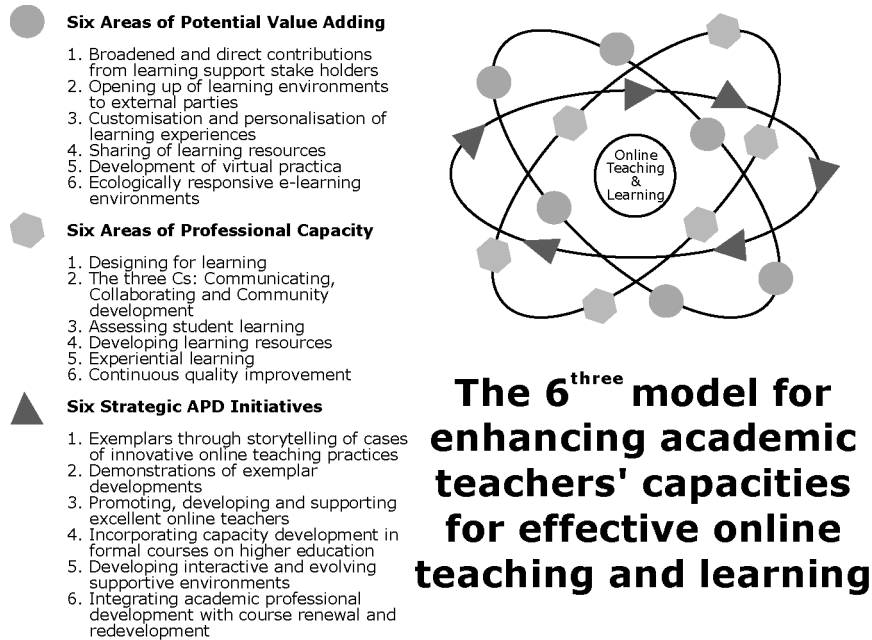 Six Areas of Potential Value Adding
1. Broadened and direct contributions
from learning support stake holders
2. Opening up of learning environments
to external parties
3. Customisation and personalisation of
learning experiences
4. Sharing of learning resources
5. Development of virtual practica
6. Ecologically responsive e-learning
environments
Six Areas of Professional Capacity
1. Designing for learning
2. The three Cs: Communicating,
Collaborating and Community
development
3. Assessing student learning
4. Developing learning resources
5. Experiential learning
6. Continuous quality improvement
Six Strategic APD Initiatives
1. Exemplars through storytelling of cases
of innovative online teaching practices
2. Demonstrations of exemplar
developments
3. Promoting, developing and supporting
excellent online teachers
4. Incorporating capacity development in
formal courses on higher education
5. Developing interactive and evolving
supportive environments
6. Integrating academic professional
development with course renewal and
redevelopment
Online
Teaching
&
Learning
The 6three model for
enhancing academic
teachers' capacities
for effective online
teaching and learning